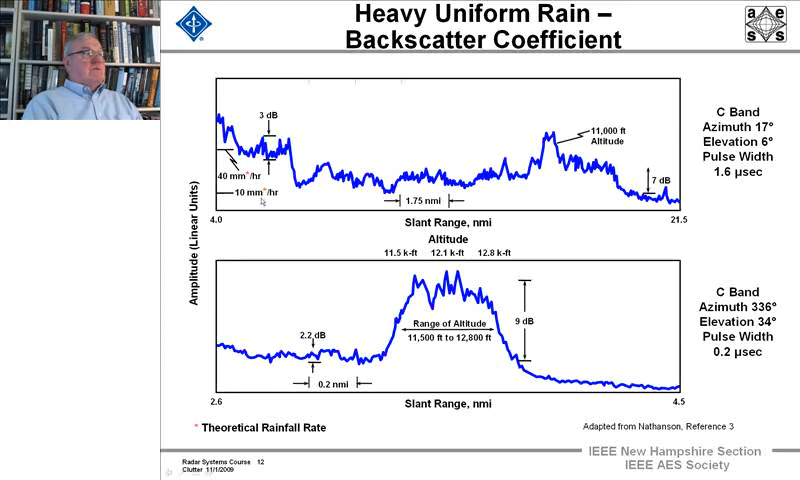 Heavy Uniform Rain –
Backscatter Coefficient
a e
s s
3 dB
11,000 ft
Altitude
40 mm*/hr
10 mm*/hr
7 dB
1.75 nmi
4.0
Slant Range, nmi
21.5
C Band
Azimuth 17°
Elevation 6°
Pulse Width
1.6 µsec
Amplitude (Linear Units)
Altitude
11.5 k-ft 12.1 k-ft 12.8 k-ft
2.2 dB
Range of Altitude
11,500 ft to 12,800 ft
9 dB
0.2 nmi
2.6
Slant Range, nmi
4.5
C Band
Azimuth 336°
Elevation 34°
Pulse Width
0.2 µsec
* Theoretical Rainfall Rate
Adapted from Nathanson, Reference 3
Radar Systems Course 12
Clutter 11/1/2009
IEEE New Hampshire Section
IEEE AES Society